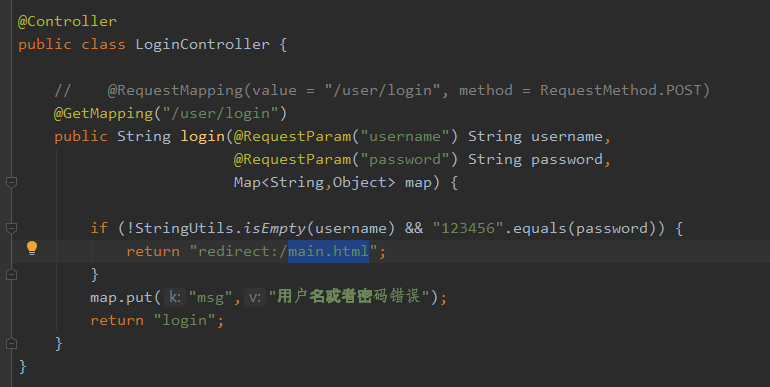 @Controller
public class LoginController {
//    @RequestMapping(value = "/user/login", method = RequestMethod.POST)
@GetMapping("/user/login")
public String login(@RequestParam("username") String username,
@RequestParam("password") String password,
Map<String,Object> map) {
if (!StringUtils.isEmpty(username) && "123456".equals(password)) {
return "redirect:/main.html";
}
map.put( k: "msg", v: "用户名或者密码错误");
return "login";
}
}